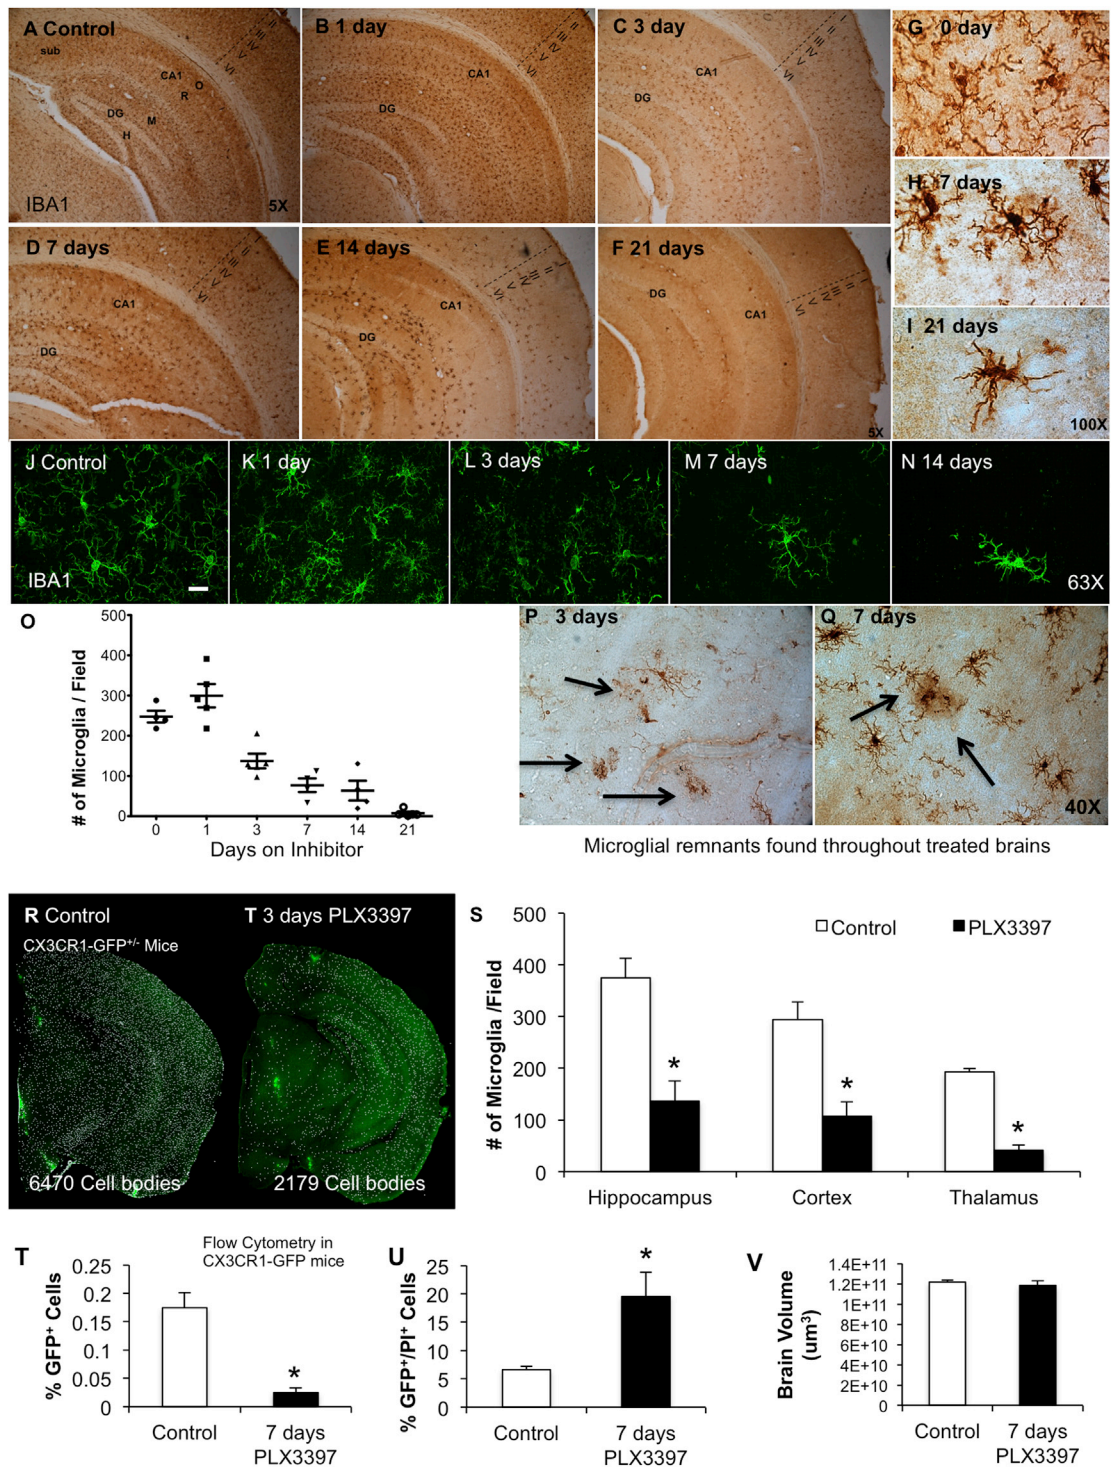 A Control
sub
CA1
O
R
DG
M
H
IBA1
5X
B 1 day
CA1
DG
C 3 day
CA1
DG
G 0 day
H 7 days
I 21 days
100X
D 7 days
CA1
DG
E 14 days
CA1
DG
F 21 days
DG
CA1
5X
J Control
IBA1
K 1 day
L 3 days
M 7 days
N 14 days
63X
O
# of Microglia / Field
500
400
300
200
100
0
0 1 3 7 14 21
Days on Inhibitor
P 3 days
Q 7 days
40X
Microglial remnants found throughout treated brains
R Control
CX3CR1-GFP+/- Mice
6470 Cell bodies
T 3 days PLX3397
2179 Cell bodies
S
# of Microglia /Field
500
400
300
200
100
0
Control
PLX3397
*
*
*
Hippocampus Cortex Thalamus
T
Flow Cytometry in
CX3CR1-GFP mice
% GFP+ Cells
0.25
0.2
0.15
0.1
0.05
0
*
Control
7 days
PLX3397
U
% GFP+/PI+ Cells
25
20
15
10
5
0
*
Control
7 days
PLX3397
V
Brain Volume
(um3)
1.4E+11
1.2E+11
1E+11
8E+10
6E+10
4E+10
2E+10
0
Control
7 days
PLX3397